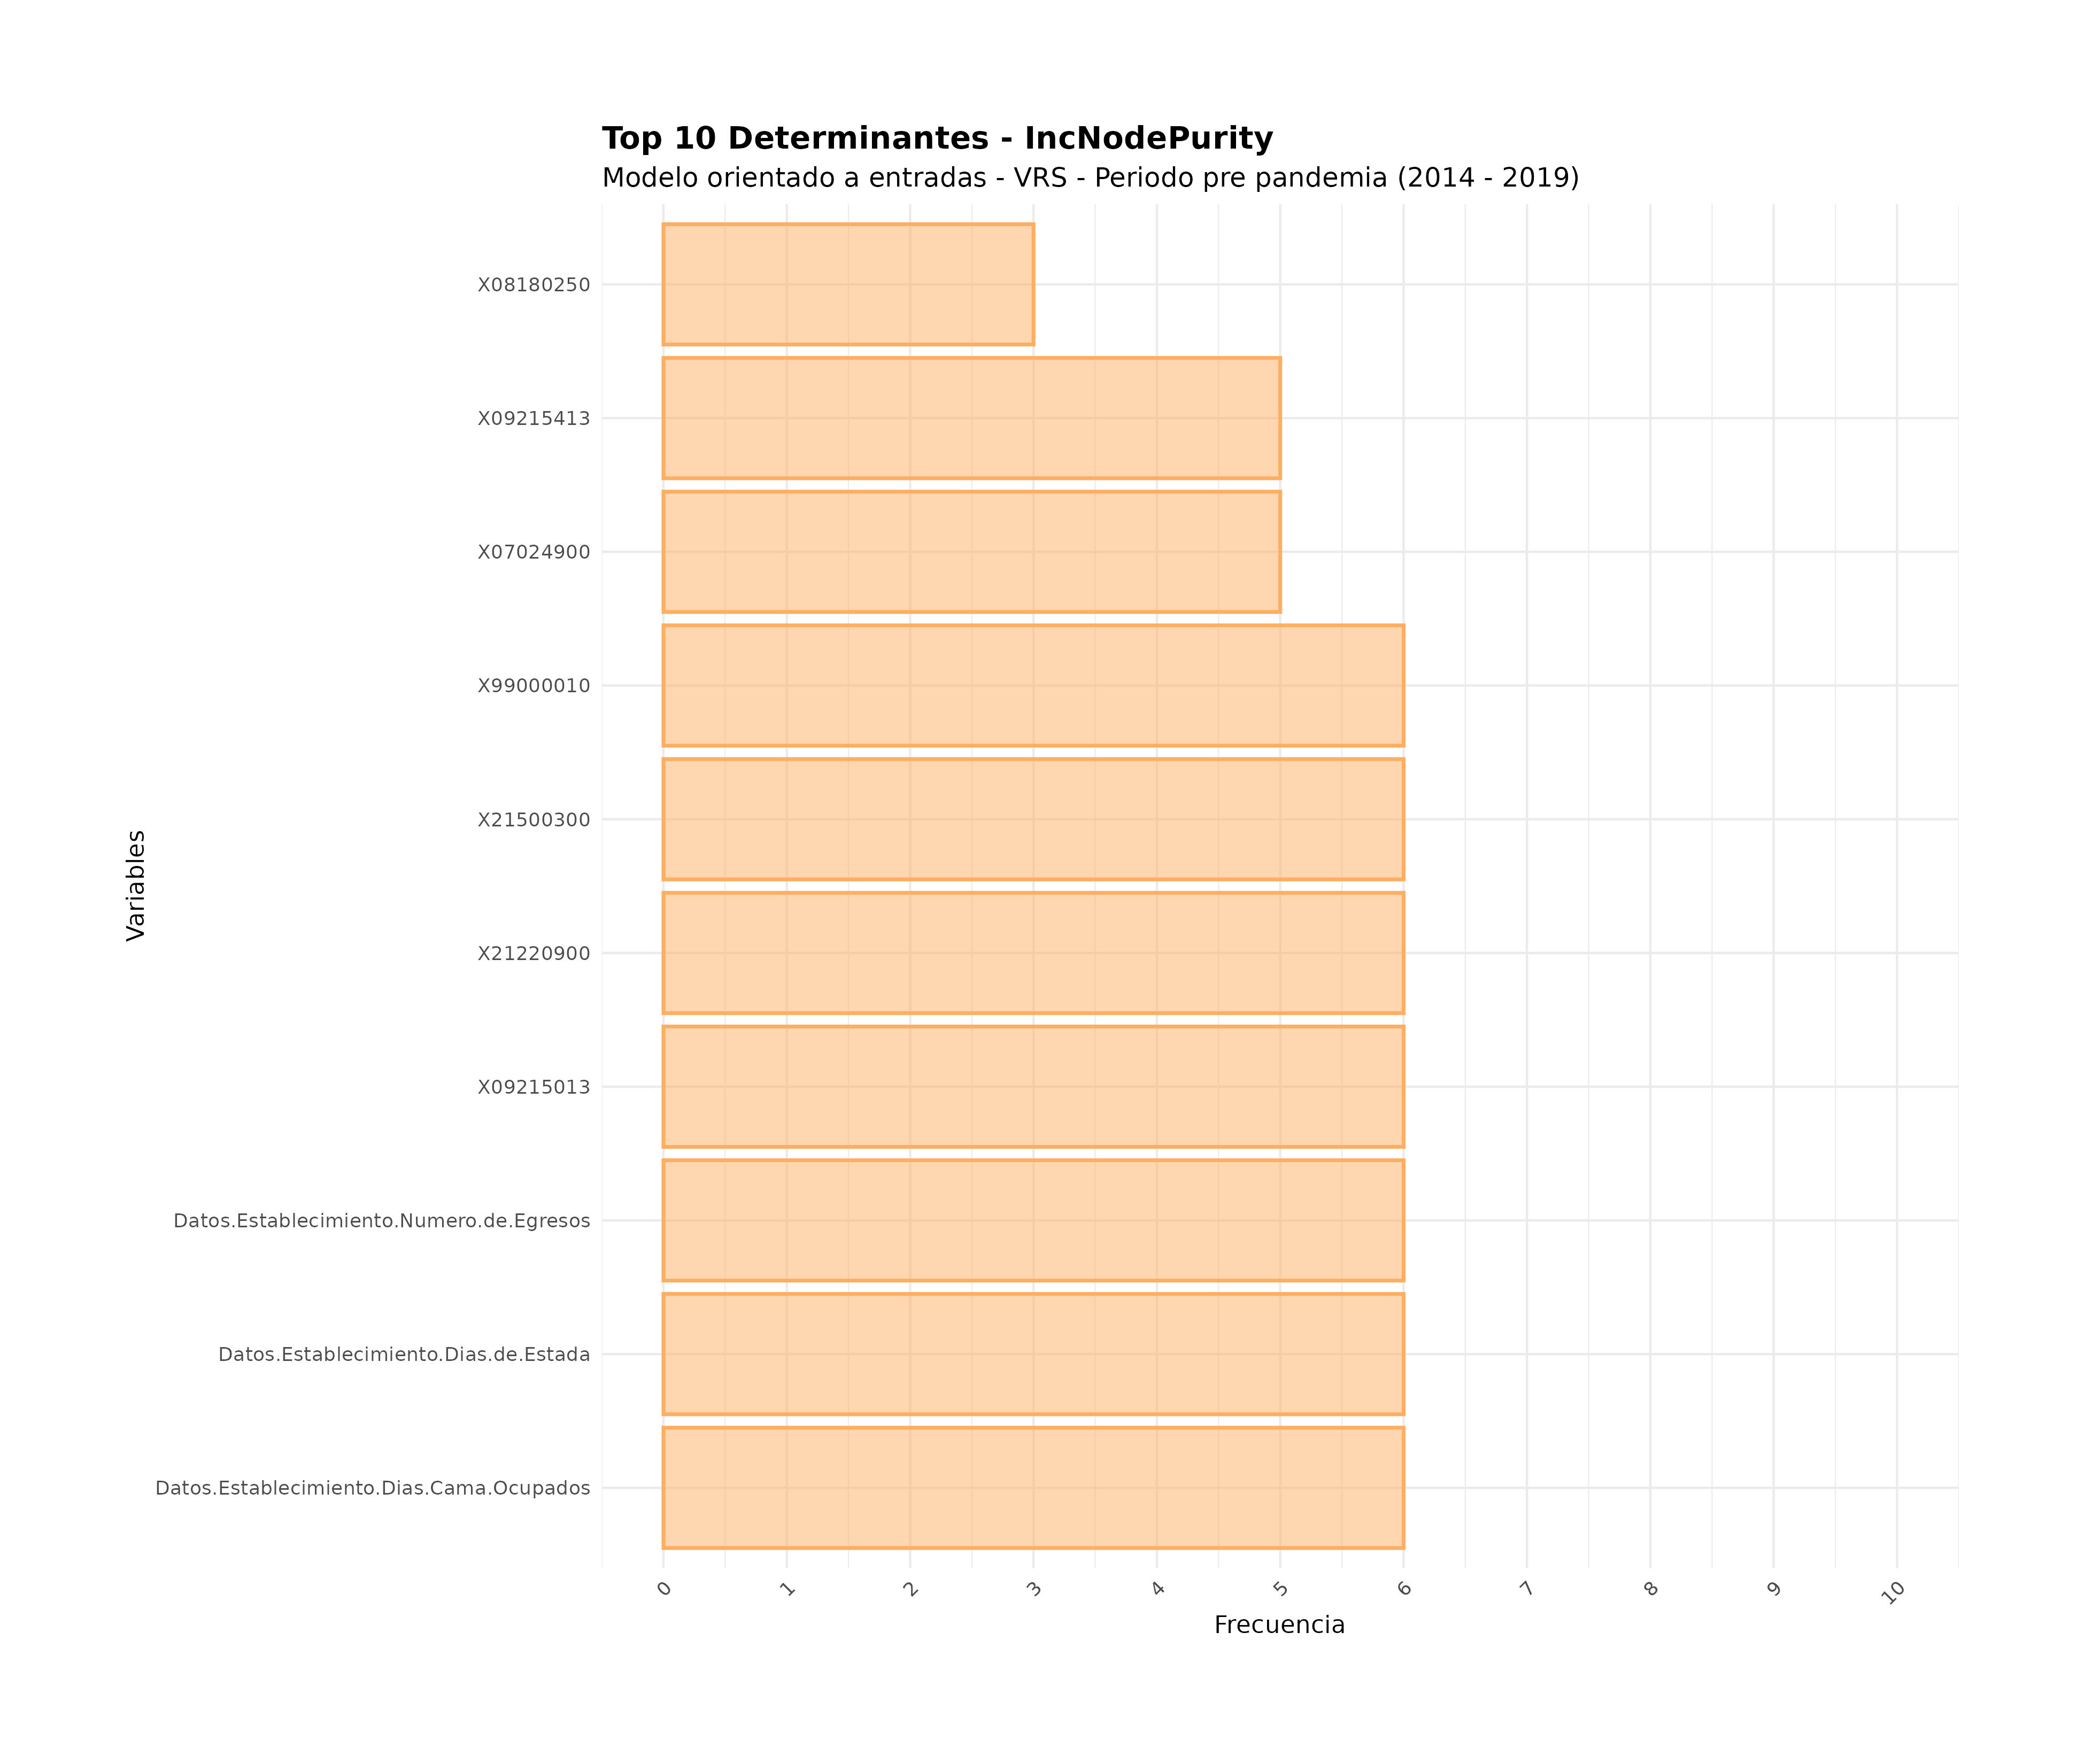 Top 10 Determinantes - IncNodePurity
Modelo orientado a entradas - VRS - Periodo pre pandemia (2014 - 2019)
Variables
X08180250
X09215413
X07024900
X99000010
X21500300
X21220900
X09215013
Datos.Establecimiento.Numero.de.Egresos
Datos.Establecimiento.Dias.de.Estada
Datos.Establecimiento.Dias.Cama.Ocupados
0 1 2 3 4 5 6 7 8 9 10
Frecuencia